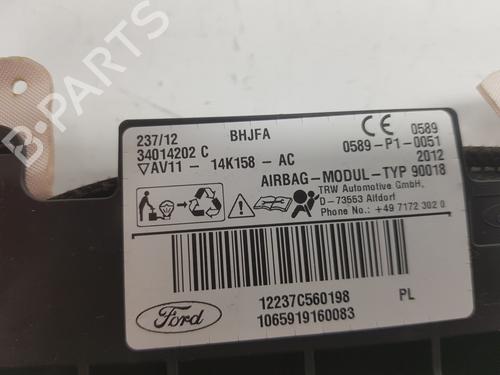 237/12 BHJFA 0589
34014202 C 0589-P1-0051
▽AV11 - 14K158 - AC 2012
AIRBAG-MODUL-TYP 90018
TRW Automotive GmbH,
D-73553 Alfdorf
Phone No.: +49 7172 302 0
Ford
12237C560198 PL
1065919160083
B-PARTS